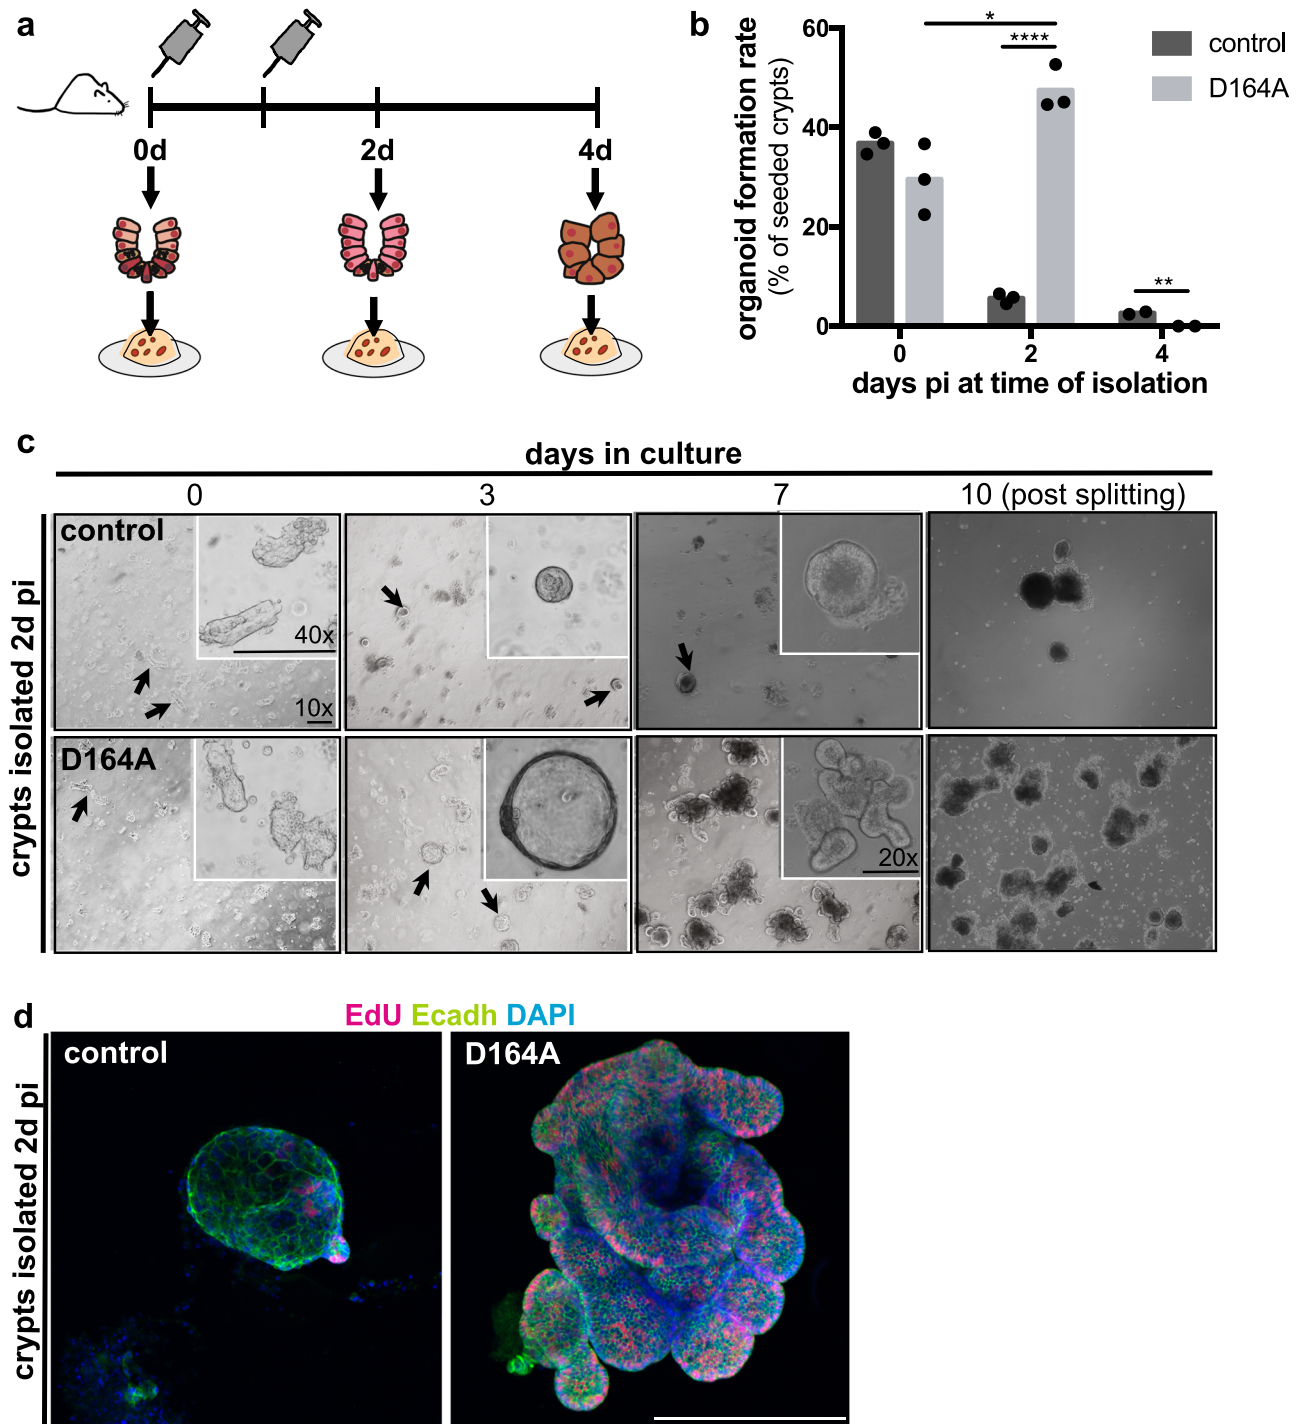 a
0d
2d
4d
b
organoid formation rate
(% of seeded crypts)
60
40
20
0
*
****
**
control
D164A
0
2
4
days pi at time of isolation
c
days in culture
0
3
7
10 (post splitting)
crypts isolated 2d pi
control
40x
10x
D164A
20x
d
EdU Ecadh DAPI
crypts isolated 2d pi
control
D164A